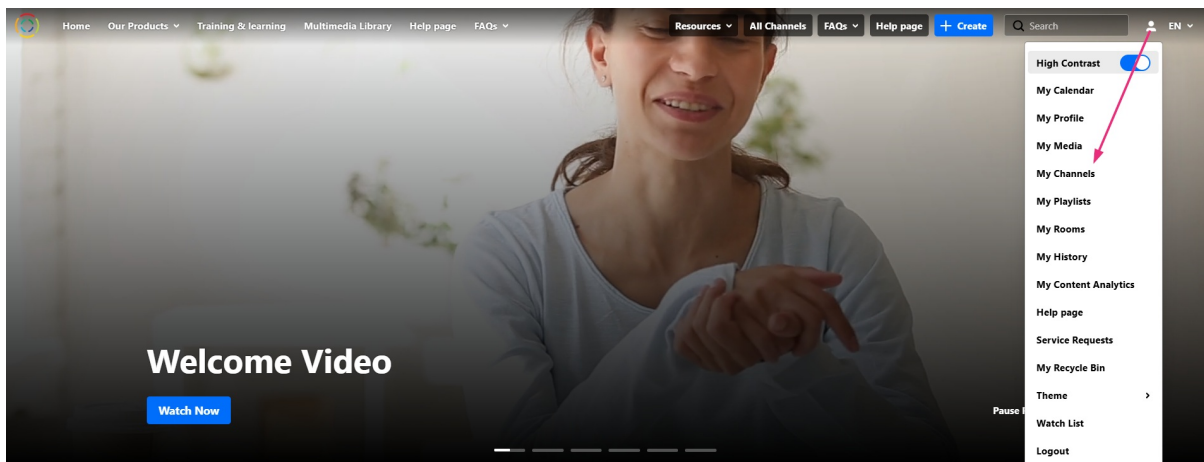 Home Our Products Training & learning Multimedia Library Help page FAQs Resources All Channels FAQs Help page + Create Search EN
High Contrast
My Calendar
My Profile
My Media
My Channels
My Playlists
My Rooms
My History
My Content Analytics
Help page
Service Requests
My Recycle Bin
Theme
Watch List
Logout
Welcome Video
Watch Now
Pause